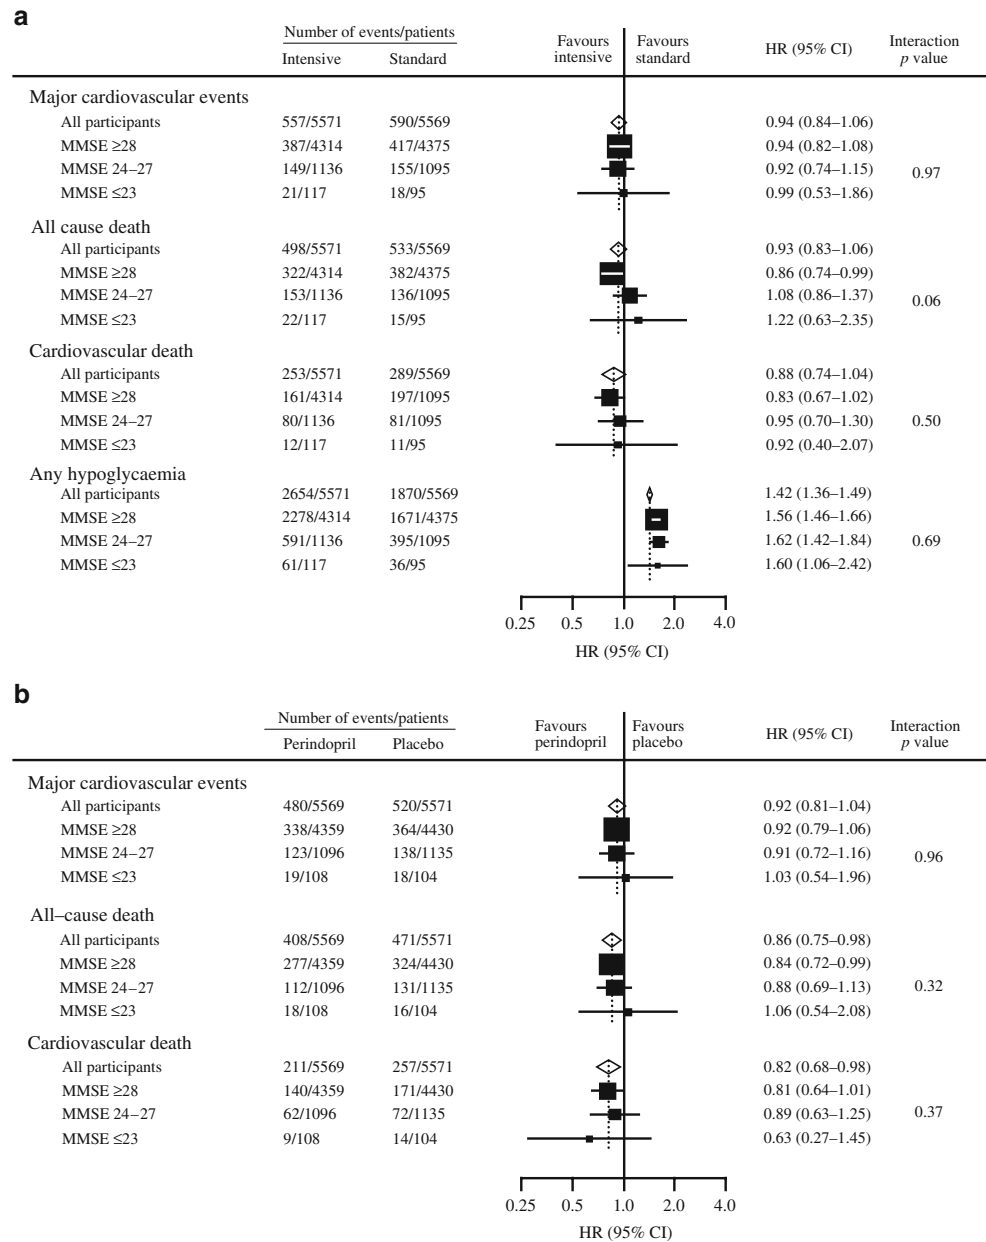 a
Number of events/patients
Favours intensive
Favours standard
HR (95% CI)
Interaction p value
Intensive Standard
Major cardiovascular events
All participants 557/5571 590/5569 0.94 (0.84–1.06)
MMSE ≥28 387/4314 417/4375 0.94 (0.82–1.08)
MMSE 24–27 149/1136 155/1095 0.92 (0.74–1.15)
0.97
MMSE ≤23 21/117 18/95 0.99 (0.53–1.86)
All cause death
All participants 498/5571 533/5569 0.93 (0.83–1.06)
MMSE ≥28 322/4314 382/4375 0.86 (0.74–0.99)
MMSE 24–27 153/1136 136/1095 1.08 (0.86–1.37)
0.06
MMSE ≤23 22/117 15/95 1.22 (0.63–2.35)
Cardiovascular death
All participants 253/5571 289/5569 0.88 (0.74–1.04)
MMSE ≥28 161/4314 197/1095 0.83 (0.67–1.02)
MMSE 24–27 80/1136 81/1095 0.95 (0.70–1.30) 0.50
MMSE ≤23 12/117 11/95 0.92 (0.40–2.07)
Any hypoglycaemia
All participants 2654/5571 1870/5569 1.42 (1.36–1.49)
MMSE ≥28 2278/4314 1671/4375 1.56 (1.46–1.66)
MMSE 24–27 591/1136 395/1095 1.62 (1.42–1.84) 0.69
MMSE ≤23 61/117 36/95 1.60 (1.06–2.42)
0.25 0.5 1.0 2.0 4.0
HR (95% CI)
b
Number of events/patients
Favours perindopril
Favours placebo
HR (95% CI)
Interaction p value
Perindopril Placebo
Major cardiovascular events
All participants 480/5569 520/5571 0.92 (0.81–1.04)
MMSE ≥28 338/4359 364/4430 0.92 (0.79–1.06)
MMSE 24–27 123/1096 138/1135 0.91 (0.72–1.16)
0.96
MMSE ≤23 19/108 18/104 1.03 (0.54–1.96)
All–cause death
All participants 408/5569 471/5571 0.86 (0.75–0.98)
MMSE ≥28 277/4359 324/4430 0.84 (0.72–0.99)
MMSE 24–27 112/1096 131/1135 0.88 (0.69–1.13) 0.32
MMSE ≤23 18/108 16/104 1.06 (0.54–2.08)
Cardiovascular death
All participants 211/5569 257/5571 0.82 (0.68–0.98)
MMSE ≥28 140/4359 171/4430 0.81 (0.64–1.01)
MMSE 24–27 62/1096 72/1135 0.89 (0.63–1.25) 0.37
MMSE ≤23 9/108 14/104 0.63 (0.27–1.45)
0.25 0.5 1.0 2.0 4.0
HR (95% CI)